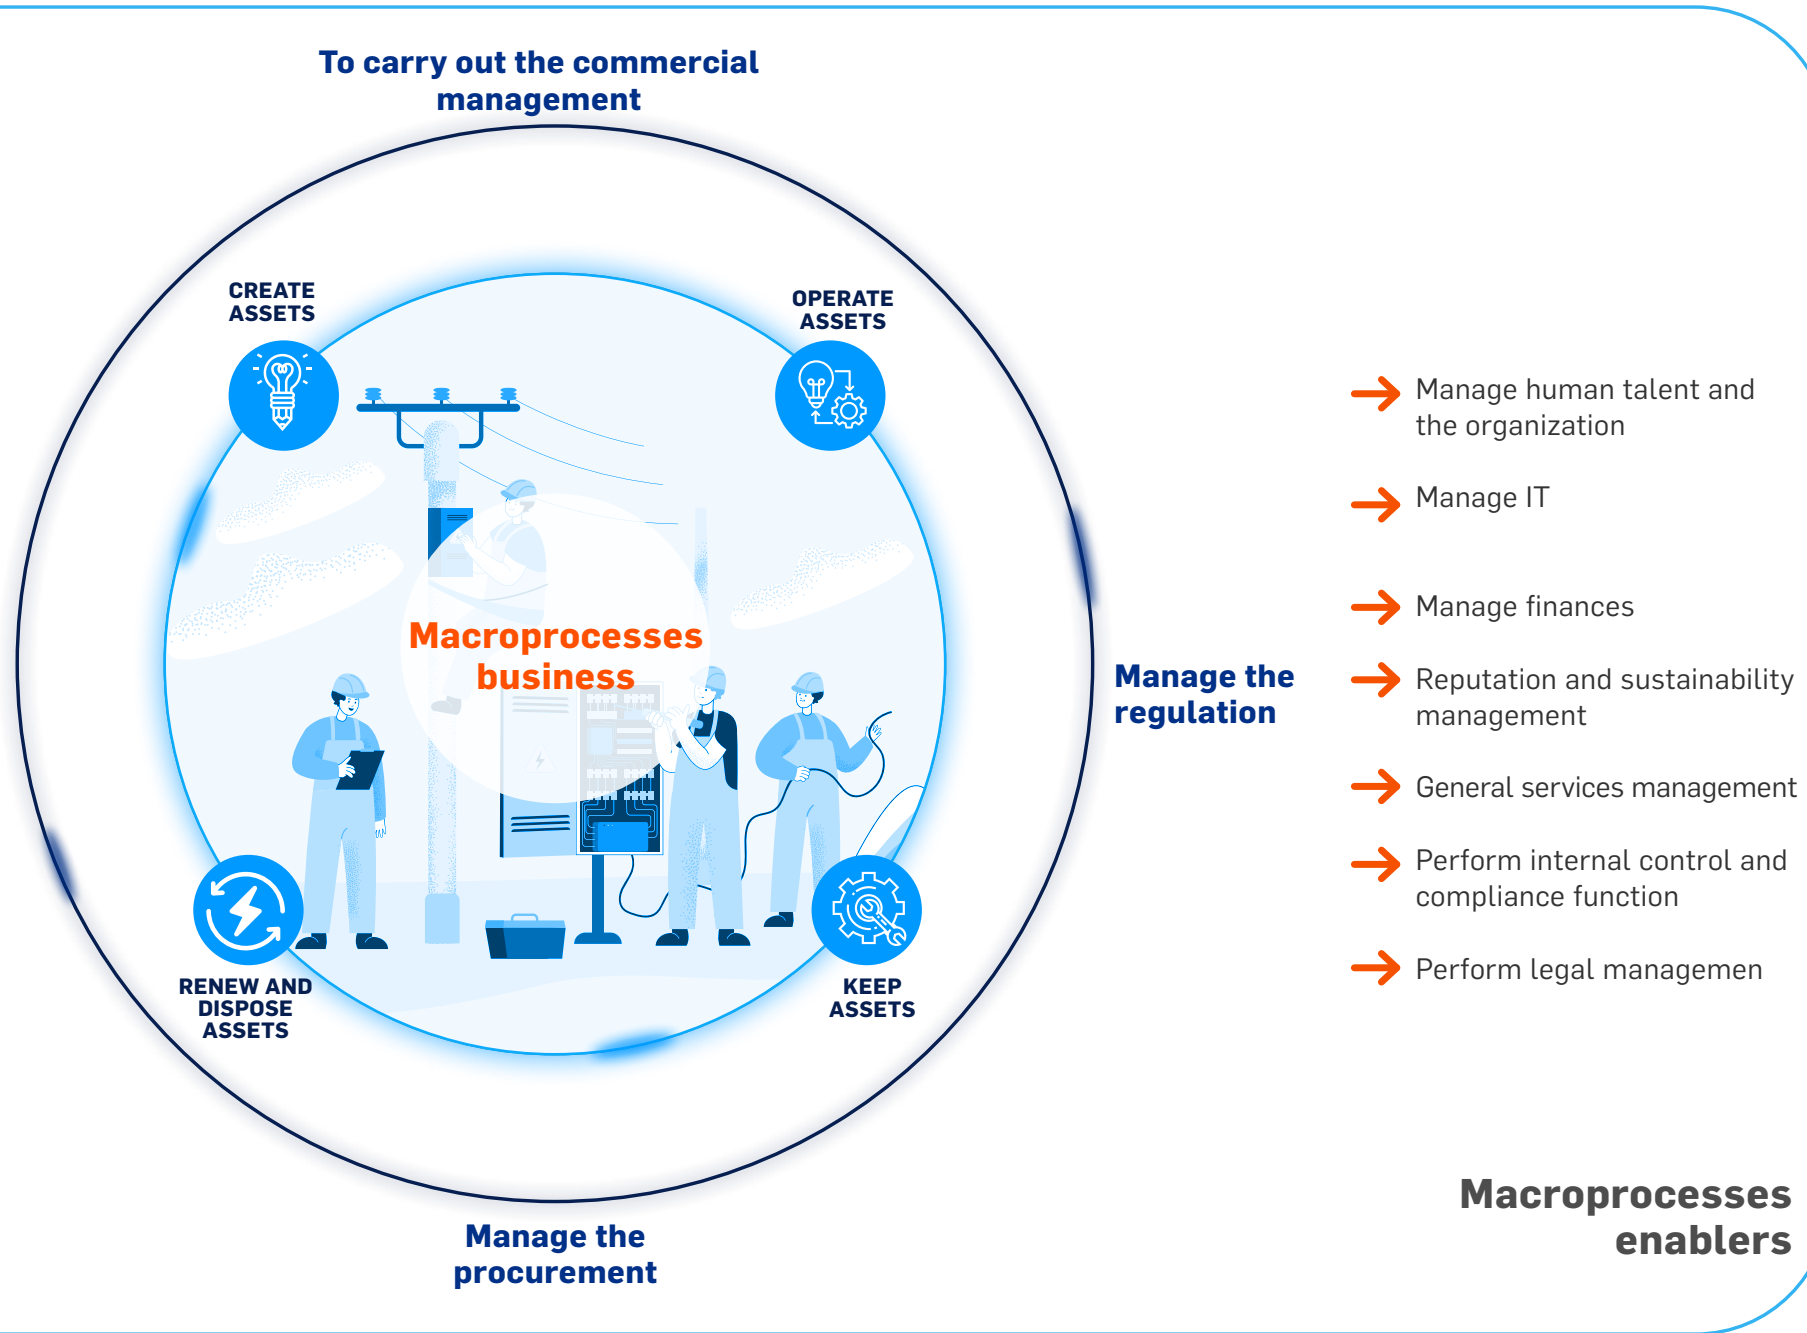 To carry out the commercial
management
CREATE
ASSETS
OPERATE
ASSETS
Macroprocesses
business
RENEW AND
DISPOSE
ASSETS
KEEP
ASSETS
Manage the
regulation
Manage the
procurement
Manage human talent and
the organization
Manage IT
Manage finances
Reputation and sustainability
management
General services management
Perform internal control and
compliance function
Perform legal managemen
Macroprocesses
enablers